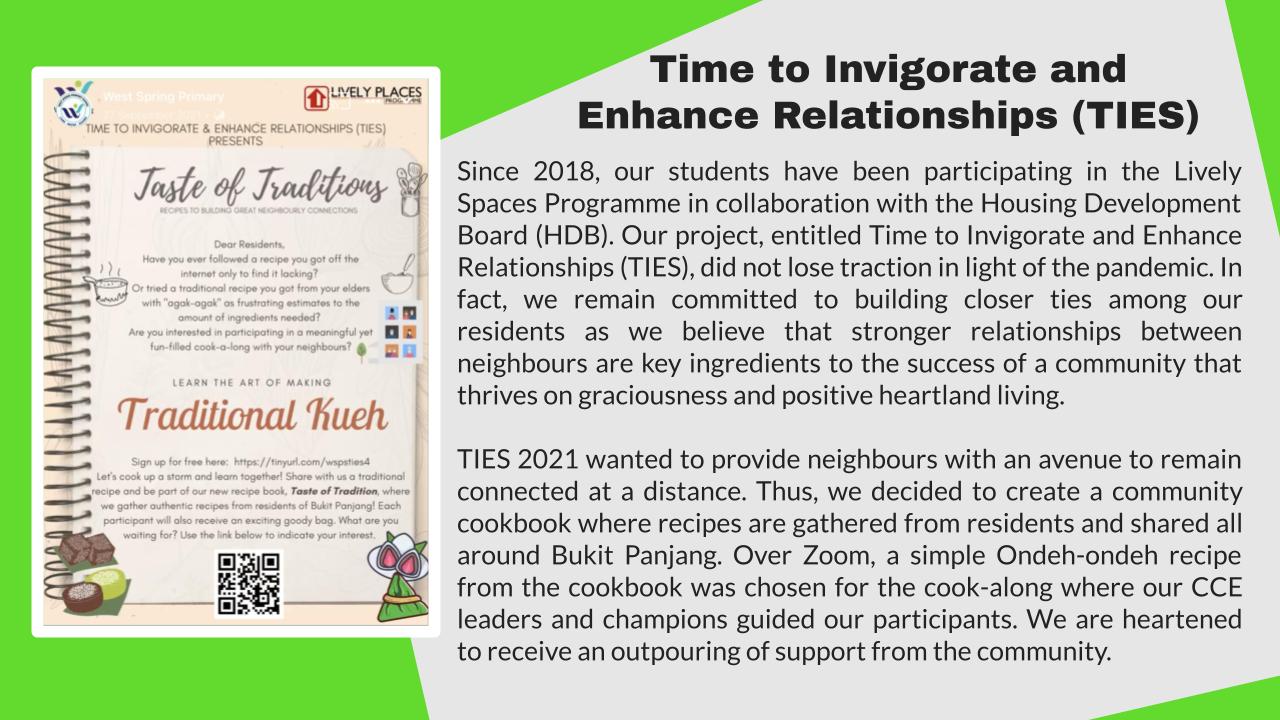 West Spring Primary
LIVELY PLACES
PROGRAMME
TIME TO INVIGORATE & ENHANCE RELATIONSHIPS (TIES)
PRESENTS
Taste of Traditions
RECIPES TO BUILDING GREAT NEIGHBOURLY CONNECTIONS
Dear Residents,
Have you ever followed a recipe you got off the
internet only to find it lacking?
Or tried a traditional recipe you got from your elders
with "agak-agak" as frustrating estimates to the
amount of ingredients needed?
Are you interested in participating in a meaningful yet
fun-filled cook-a-long with your neighbours?
LEARN THE ART OF MAKING
Traditional Kueh
Sign up for free here: https://tinyurl.com/wspsties4
Let's cook up a storm and learn together! Share with us a traditional
recipe and be part of our new recipe book, Taste of Tradition, where
we gather authentic recipes from residents of Bukit Panjang! Each
participant will also receive an exciting goody bag. What are you
waiting for? Use the link below to indicate your interest.
Time to Invigorate and
Enhance Relationships (TIES)
Since 2018, our students have been participating in the Lively
Spaces Programme in collaboration with the Housing Development
Board (HDB). Our project, entitled Time to Invigorate and Enhance
Relationships (TIES), did not lose traction in light of the pandemic. In
fact, we remain committed to building closer ties among our
residents as we believe that stronger relationships between
neighbours are key ingredients to the success of a community that
thrives on graciousness and positive heartland living.
TIES 2021 wanted to provide neighbours with an avenue to remain
connected at a distance. Thus, we decided to create a community
cookbook where recipes are gathered from residents and shared all
around Bukit Panjang. Over Zoom, a simple Ondeh-ondeh recipe
from the cookbook was chosen for the cook-along where our CCE
leaders and champions guided our participants. We are heartened
to receive an outpouring of support from the community.